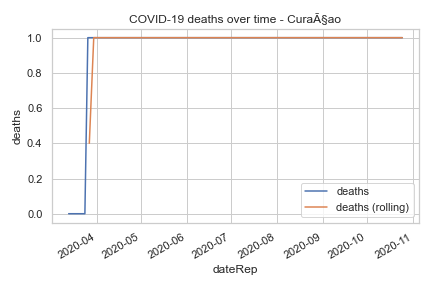 COVID-19 deaths over time - CuraÃ§ao
deaths
1.0
0.8
0.6
0.4
0.2
0.0
deaths
deaths (rolling)
2020-04
2020-05
2020-06
2020-07
2020-08
2020-09
2020-10
2020-11
dateRep